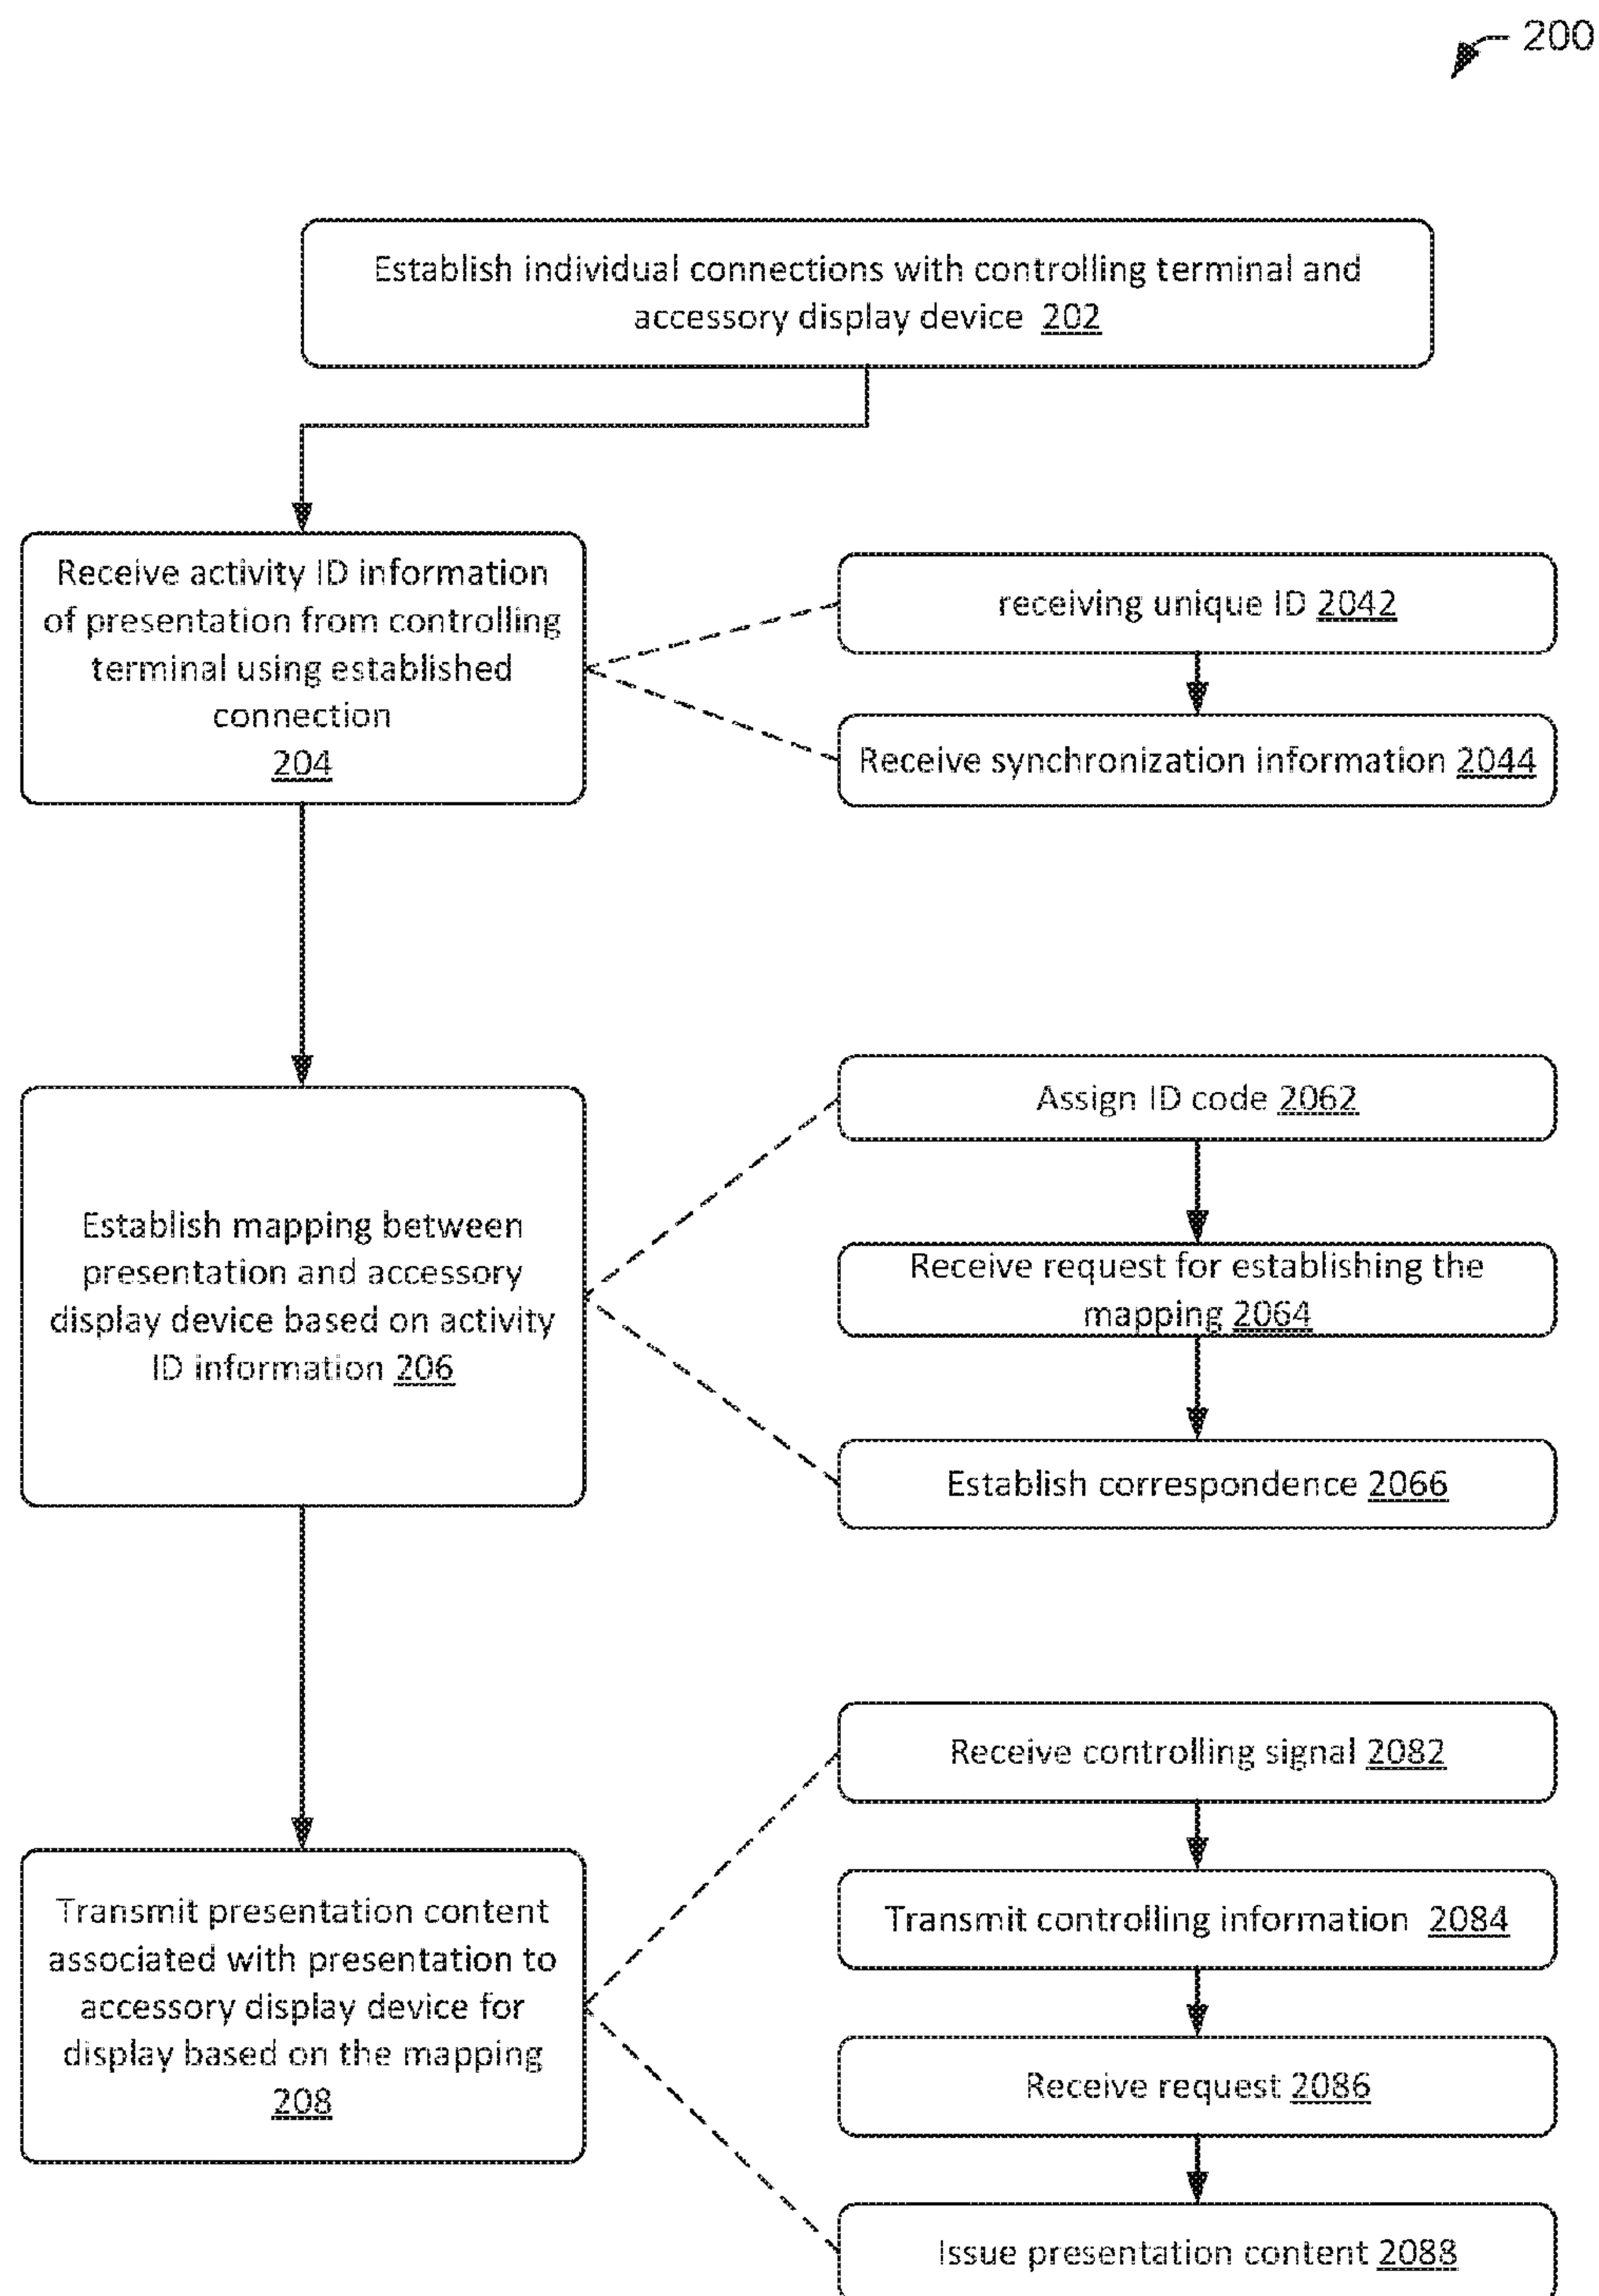 200
Establish individual connections with controlling terminal and
accessory display device 202
Receive activity ID information
of presentation from controlling
terminal using established
connection
204
receiving unique ID 2042
Receive synchronization information 2044
Establish mapping between
presentation and accessory
display device based on activity
ID information 206
Assign ID code 2062
Receive request for establishing the
mapping 2064
Establish correspondence 2066
Transmit presentation content
associated with presentation to
accessory display device for
display based on the mapping
208
Receive controlling signal 2082
Transmit controlling information 2084
Receive request 2086
Issue presentation content 2088